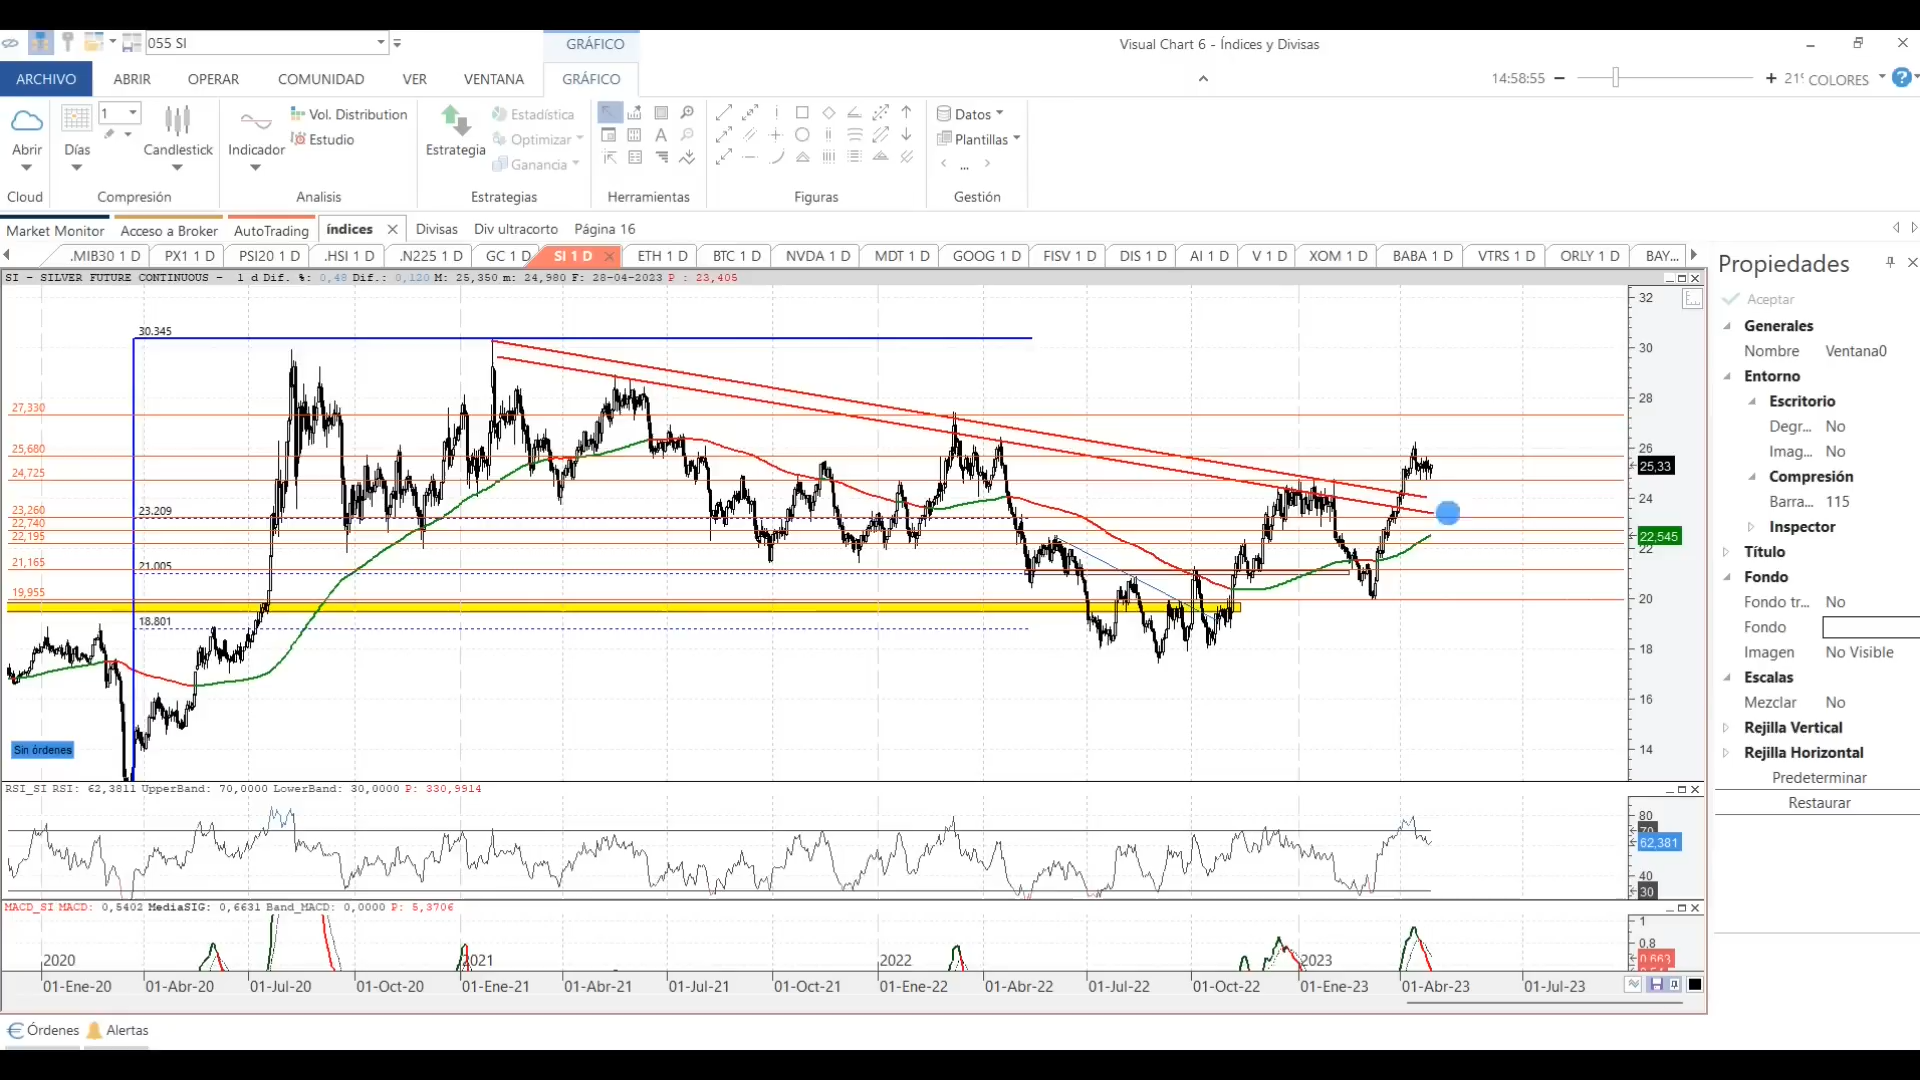 055 SI
GRÁFICO
Visual Chart 6 - Índices y Divisas
ARCHIVO
ABRIR
OPERAR
COMUNIDAD
VER
VENTANA
GRÁFICO
14:58:55
COLORES
Abrir
Días
1
Candlestick
Indicador
Vol. Distribution
Estudio
Estrategia
Estadística
Optimizar
Ganancia
Datos
Plantillas
...
Cloud
Compresión
Analisis
Estrategias
Herramientas
Figuras
Gestión
Market Monitor
Acceso a Broker
AutoTrading
índices
Divisas
Div ultracorto
Página 16
.MIB30 1 D
PX1 1 D
PSI20 1 D
.HSI 1 D
.N225 1 D
GC 1 D
SI 1 D
ETH 1 D
BTC 1 D
NVDA 1 D
MDT 1 D
GOOG 1 D
FISV 1 D
DIS 1 D
AI 1 D
V 1 D
XOM 1 D
BABA 1 D
VTRS 1 D
ORLY 1 D
BAY...
SI - SILVER FUTURE CONTINUOUS - 1 d Dif. %: 0,48 Dif.: 0,120 M: 25,350 m: 24,980 F: 28-04-2023 P : 23,405
30.345
27,330
25,680
24,725
23,260
23.209
22,740
22,195
21,165
21.005
19,955
18.801
Sin órdenes
32
30
28
26
25,33
24
22,545
22
20
18
16
14
RSI_SI RSI: 62,3811 UpperBand: 70,0000 LowerBand: 30,0000 P: 330,9914
80
70
62,381
40
30
MACD_SI MACD: 0,5402 MediaSIG: 0,6631 Band_MACD: 0,0000 P: 5,3706
1
0,8
0,663
2020
2021
2022
2023
01-Ene-20
01-Abr-20
01-Jul-20
01-Oct-20
01-Ene-21
01-Abr-21
01-Jul-21
01-Oct-21
01-Ene-22
01-Abr-22
01-Jul-22
01-Oct-22
01-Ene-23
01-Abr-23
01-Jul-23
Órdenes
Alertas
Propiedades
Aceptar
Generales
Nombre Ventana0
Entorno
Escritorio
Degr... No
Imag... No
Compresión
Barra... 115
Inspector
Título
Fondo
Fondo tr... No
Fondo
Imagen No Visible
Escalas
Mezclar No
Rejilla Vertical
Rejilla Horizontal
Predeterminar
Restaurar